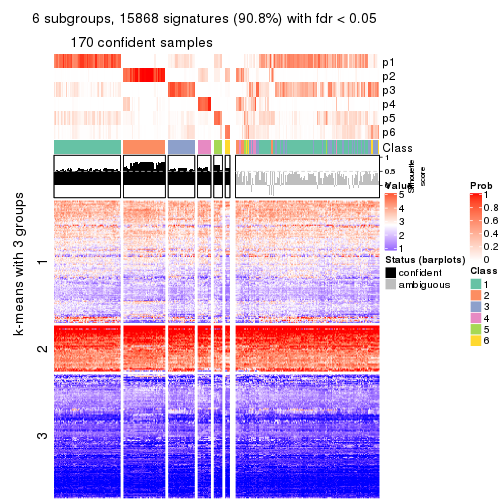 6 subgroups, 15868 signatures (90.8%) with fdr < 0.05
170 confident samples
p1
p2
p3
p4
p5
p6
Class
1
0.5
0
Silhouette
score
k-means with 3 groups
1
2
3
Value
5
4
3
2
1
Status (barplots)
confident
ambiguous
Prob
1
0.8
0.6
0.4
0.2
0
Class
1
2
3
4
5
6